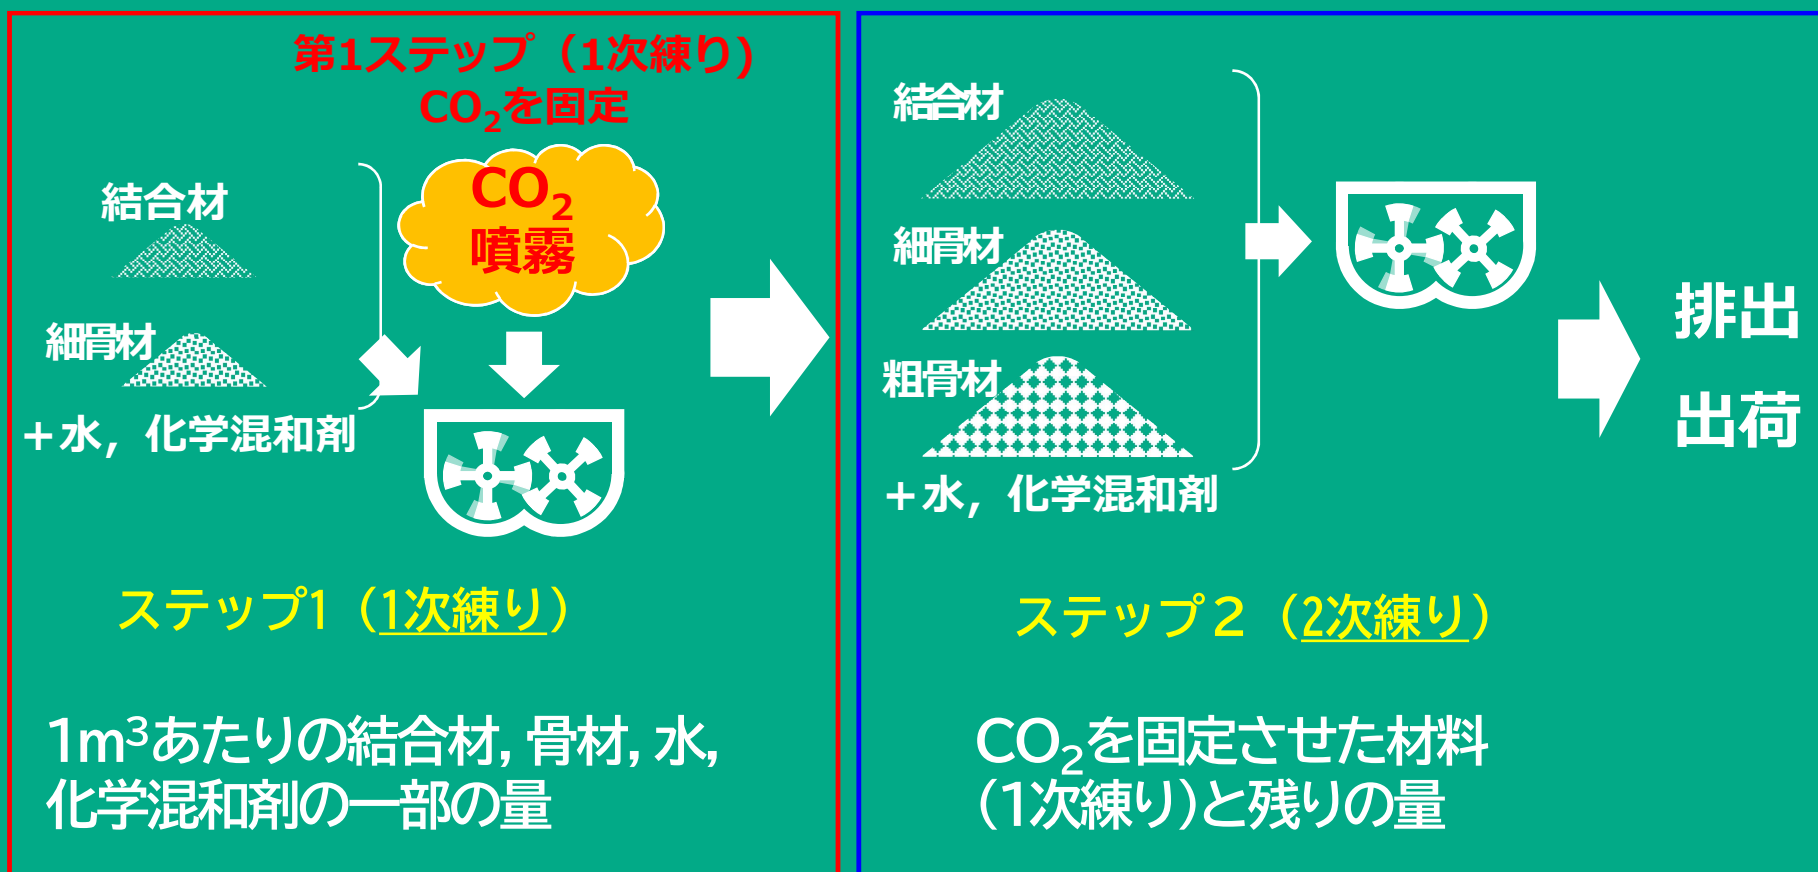 第1ステップ（1次練り）
CO₂を固定
CO₂
噴霧
結合材
細骨材
+水，化学混和剤
ステップ1（1次練り）
1m³あたりの結合材，骨材，水，
化学混和剤の一部の量
結合材
細骨材
粗骨材
+水，化学混和剤
排出
出荷
ステップ２（2次練り）
CO₂を固定させた材料
（1次練り）と残りの量